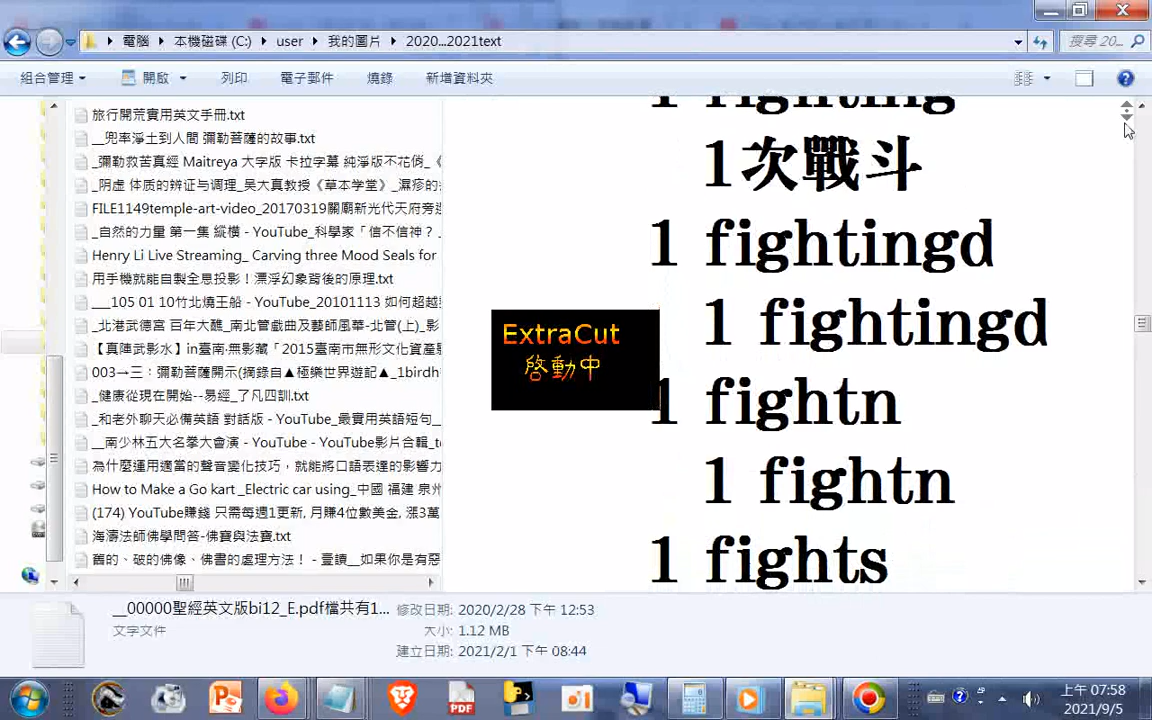 電腦 ▸ 本機磁碟 (C:) ▸ user ▸ 我的圖片 ▸ 2020...2021text
搜尋 20...
組合管理 開啟 列印 電子郵件 燒錄 新增資料夾
旅行開荒實用英文手冊.txt
__兜率淨土到人間 彌勒菩薩的故事.txt
_彌勒救苦真經 Maitreya 大字版 卡拉字幕 純淨版不花俏_《
_阴虚 体质的辨证与调理_吴大真教授《草本学堂》_濕疹的
FILE1149temple-art-video_20170319關廟新光代天府旁
_自然的力量 第一集 縱橫 - YouTube_科學家「信不信神？
Henry Li Live Streaming_ Carving three Mood Seals for
用手機就能自製全息投影！漂浮幻象背後的原理.txt
___105 01 10竹北燒王船 - YouTube_20101113 如何超越
_北港武德宮 百年大醮_南北管戲曲及藝師風華-北管(上)_影
【真陣武影水】in臺南·無影藏「2015臺南市無形文化資產
003→三：彌勒菩薩開示(摘錄自▲極樂世界遊記▲_1birdh
_健康從現在開始--易經_了凡四訓.txt
_和老外聊天必備英語 對話版 - YouTube_最實用英語短句__
__南少林五大名拳大會演 - YouTube - YouTube影片合輯_t
為什麼運用適當的聲音變化技巧，就能將口語表達的影響力
How to Make a Go kart _Electric car using_中國 福建 泉州
(174) YouTube賺錢 只需每週1更新, 月賺4位數美金, 漲3萬
海濤法師佛學問答-佛寶與法寶.txt
舊的、破的佛像、佛書的處理方法！ - 壹讀__如果你是有惡
1 fighting
1次戰斗
1 fightingd
1 fightingd
1 fightn
1 fightn
1 fights
ExtraCut
啓動中
__00000聖經英文版bi12_E.pdf檔共有1...
文字文件
修改日期: 2020/2/28 下午 12:53
大小: 1.12 MB
建立日期: 2021/2/1 下午 08:44
PDF
上午 07:58
2021/9/5